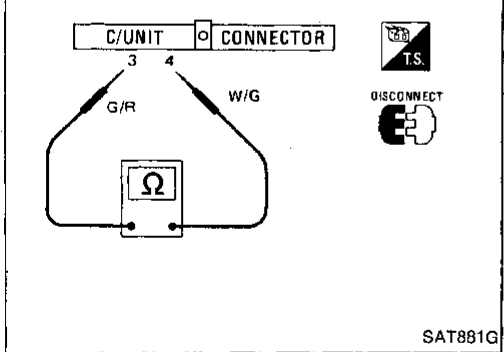 C/UNIT CONNECTOR
T.S.
3 4
DISCONNECT
G/R W/G
Ω
SAT881G